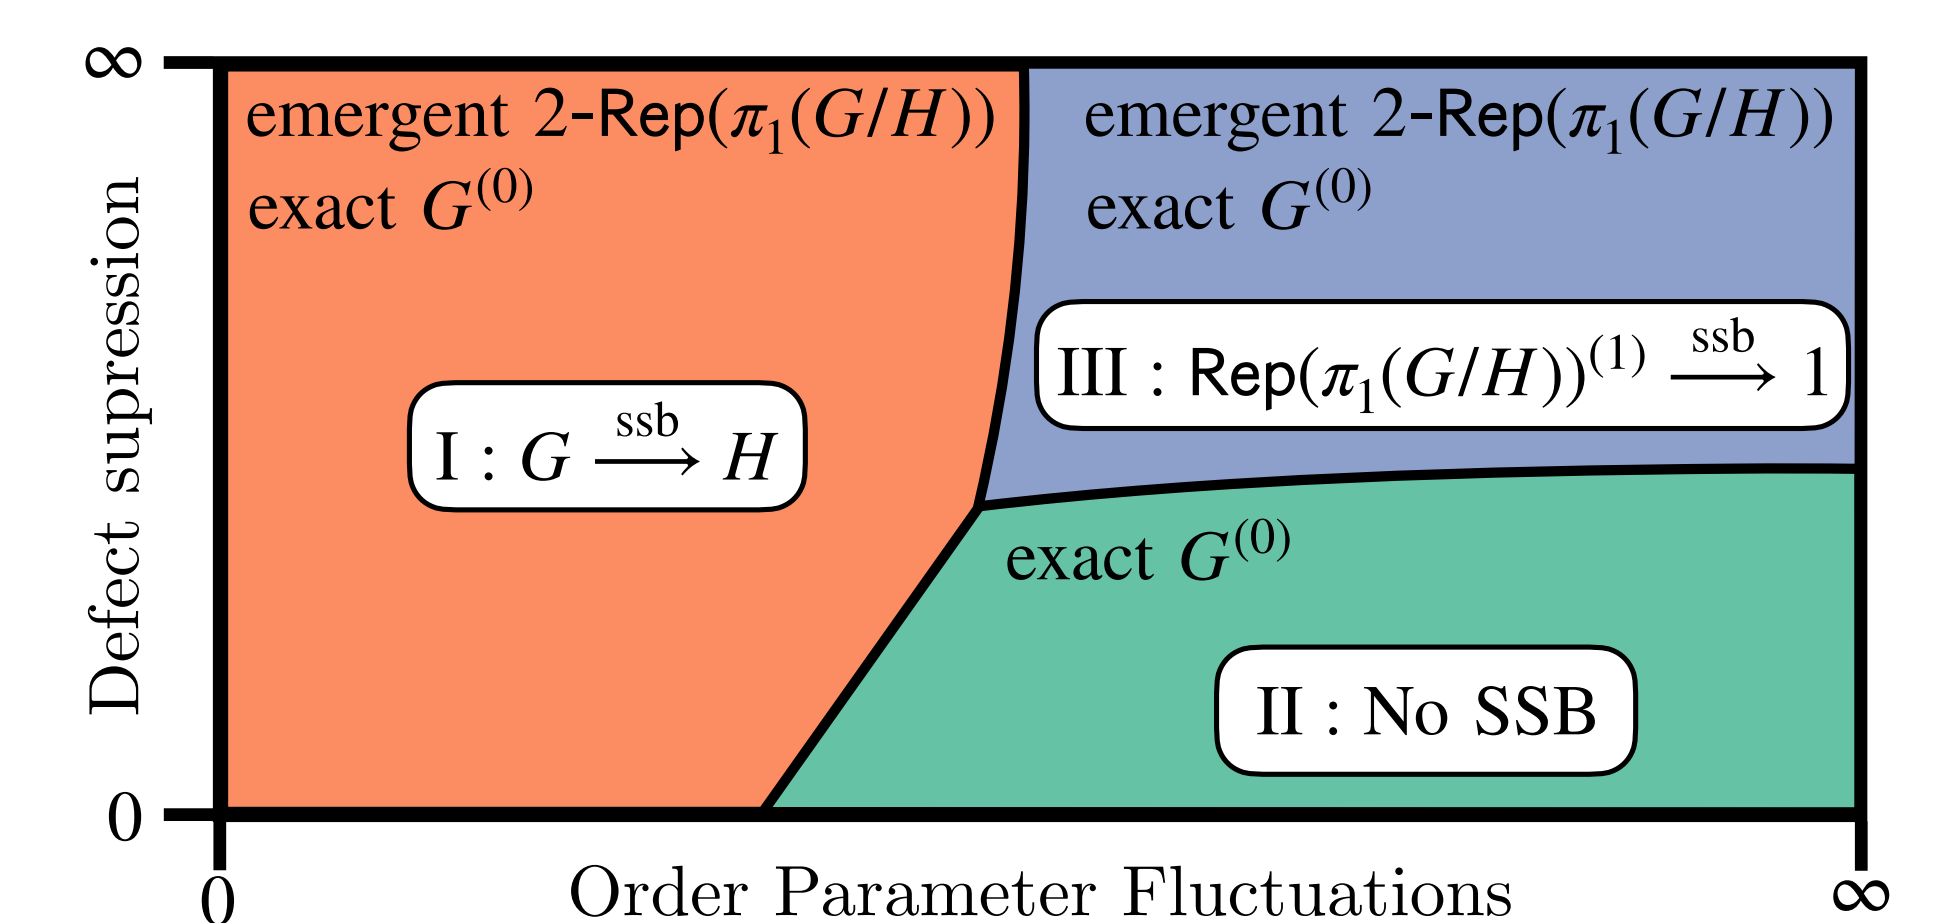 ∞
emergent 2-Rep(π₁(G/H))
exact G⁽⁰⁾
emergent 2-Rep(π₁(G/H))
exact G⁽⁰⁾
Defect suppression
I : G ⟶ H
ssb
III : Rep(π₁(G/H))⁽¹⁾ ⟶ 1
ssb
exact G⁽⁰⁾
II : No SSB
0
0
Order Parameter Fluctuations
∞